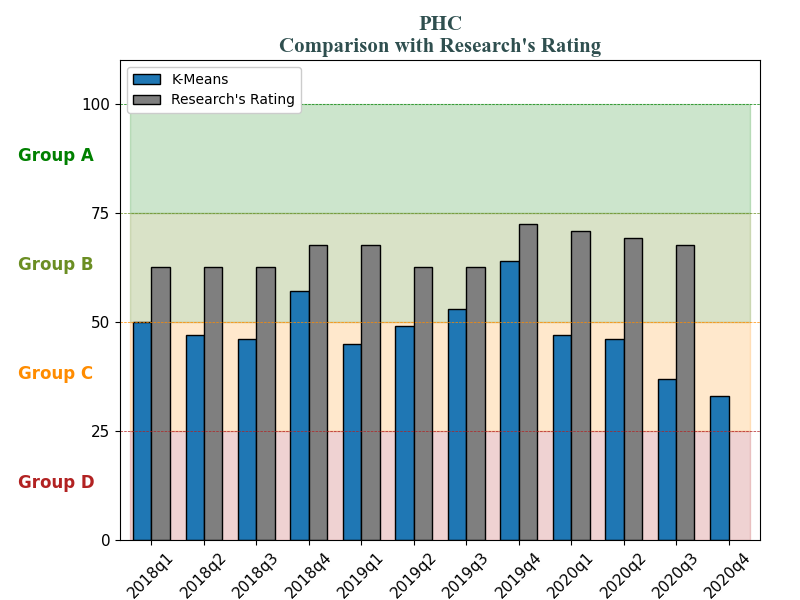 PHC
Comparison with Research's Rating
K-Means
Research's Rating
100
Group A
75
Group B
50
Group C
25
Group D
0
2018q1
2018q2
2018q3
2018q4
2019q1
2019q2
2019q3
2019q4
2020q1
2020q2
2020q3
2020q4